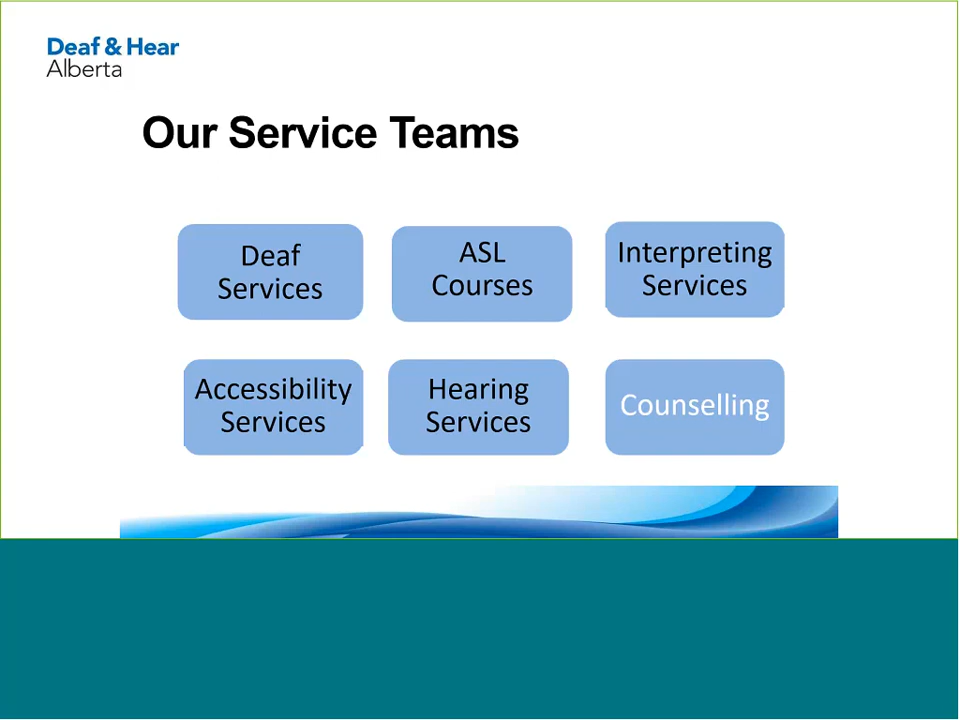 Deaf & Hear
Alberta
Our Service Teams
Deaf
Services
ASL
Courses
Interpreting
Services
Accessibility
Services
Hearing
Services
Counselling